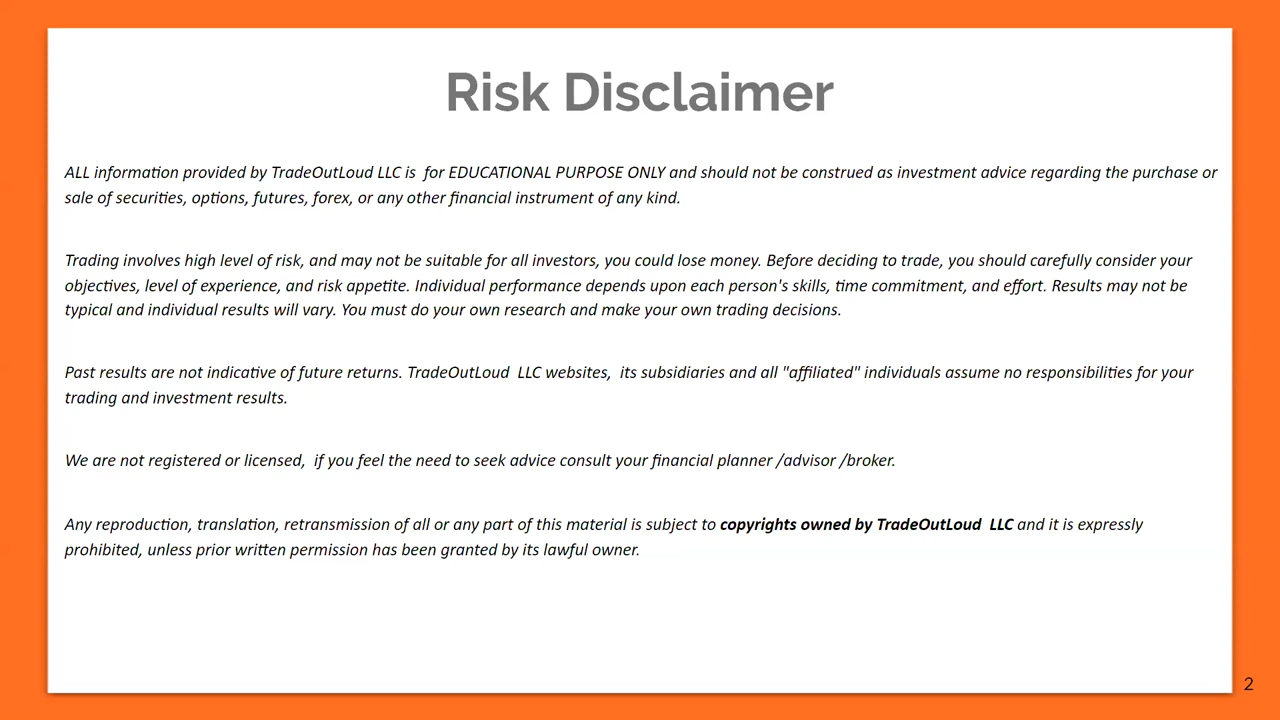 Risk Disclaimer
ALL information provided by TradeOutLoud LLC is  for EDUCATIONAL PURPOSE ONLY and should not be construed as investment advice regarding the purchase or
sale of securities, options, futures, forex, or any other financial instrument of any kind.
Trading involves high level of risk, and may not be suitable for all investors, you could lose money. Before deciding to trade, you should carefully consider your
objectives, level of experience, and risk appetite. Individual performance depends upon each person's skills, time commitment, and effort. Results may not be
typical and individual results will vary. You must do your own research and make your own trading decisions.
Past results are not indicative of future returns. TradeOutLoud  LLC websites,  its subsidiaries and all "affiliated" individuals assume no responsibilities for your
trading and investment results.
We are not registered or licensed,  if you feel the need to seek advice consult your financial planner /advisor /broker.
Any reproduction, translation, retransmission of all or any part of this material is subject to copyrights owned by TradeOutLoud  LLC and it is expressly
prohibited, unless prior written permission has been granted by its lawful owner.
2